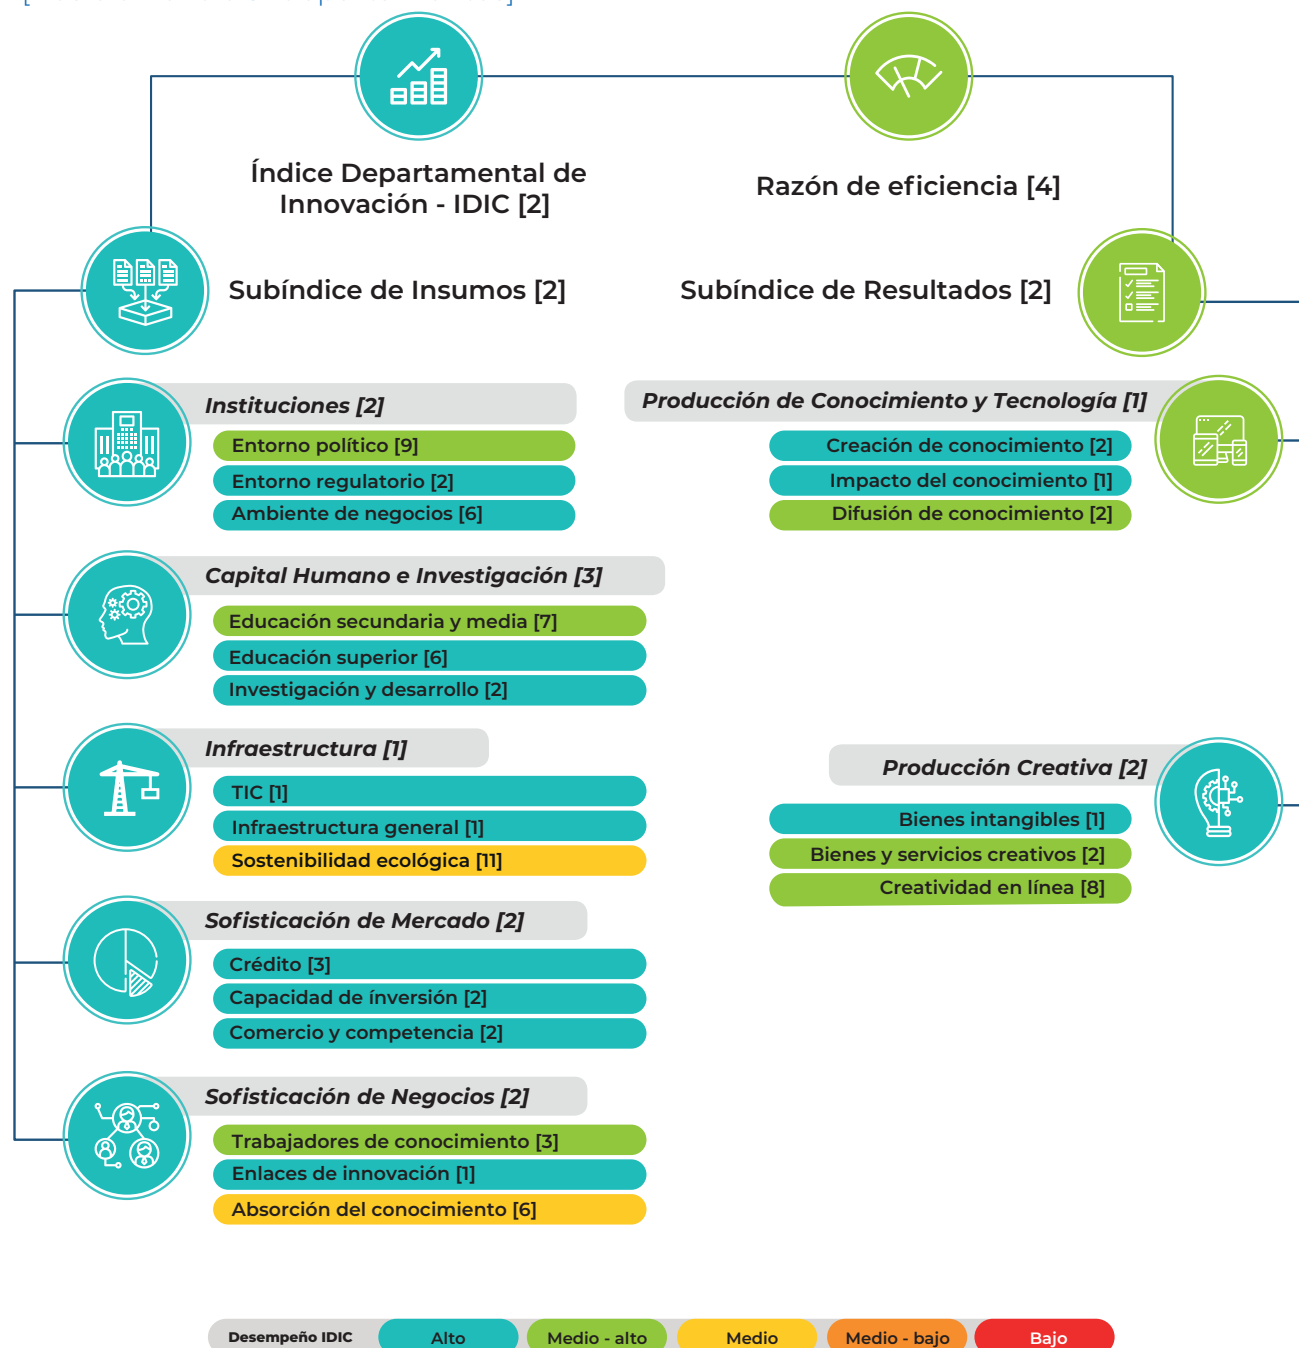 Índice Departamental de
Innovación - IDIC [2]
Razón de eficiencia [4]
Subíndice de Insumos [2]
Subíndice de Resultados [2]
Instituciones [2]
Entorno político [9]
Entorno regulatorio [2]
Ambiente de negocios [6]
Capital Humano e Investigación [3]
Educación secundaria y media [7]
Educación superior [6]
Investigación y desarrollo [2]
Infraestructura [1]
TIC [1]
Infraestructura general [1]
Sostenibilidad ecológica [11]
Sofisticación de Mercado [2]
Crédito [3]
Capacidad de ínversión [2]
Comercio y competencia [2]
Sofisticación de Negocios [2]
Trabajadores de conocimiento [3]
Enlaces de innovación [1]
Absorción del conocimiento [6]
Producción de Conocimiento y Tecnología [1]
Creación de conocimiento [2]
Impacto del conocimiento [1]
Difusión de conocimiento [2]
Producción Creativa [2]
Bienes intangibles [1]
Bienes y servicios creativos [2]
Creatividad en línea [8]
Desempeño IDIC Alto Medio - alto Medio Medio - bajo Bajo